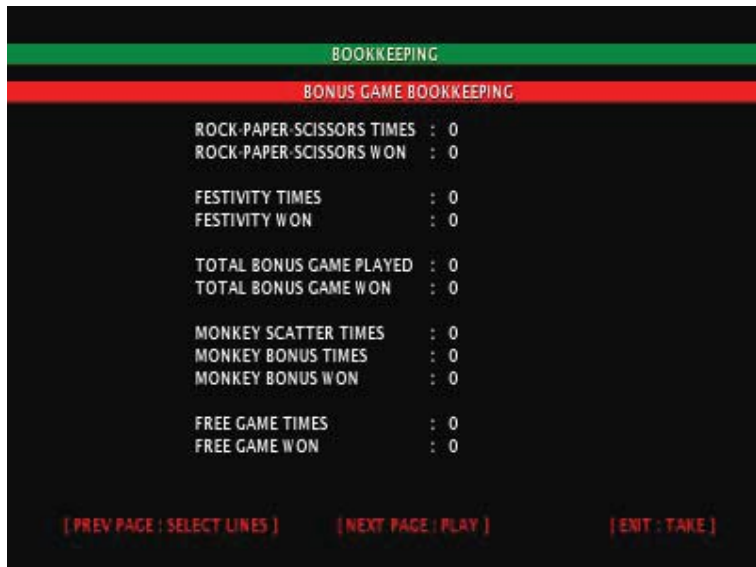 BOOKKEEPING
BONUS GAME BOOKKEEPING
ROCK-PAPER-SCISSORS TIMES : 0
ROCK-PAPER-SCISSORS WON : 0
FESTIVITY TIMES : 0
FESTIVITY WON : 0
TOTAL BONUS GAME PLAYED : 0
TOTAL BONUS GAME WON : 0
MONKEY SCATTER TIMES : 0
MONKEY BONUS TIMES : 0
MONKEY BONUS WON : 0
FREE GAME TIMES : 0
FREE GAME WON : 0
[ PREV PAGE : SELECT LINES ] [ NEXT PAGE : PLAY ] [ EXIT : TAKE ]